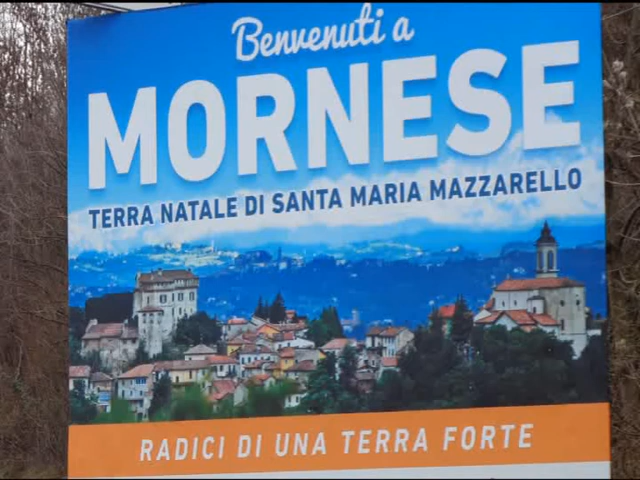 Benvenuti a
MORNESE
TERRA NATALE DI SANTA MARIA MAZZARELLO
RADICI DI UNA TERRA FORTE